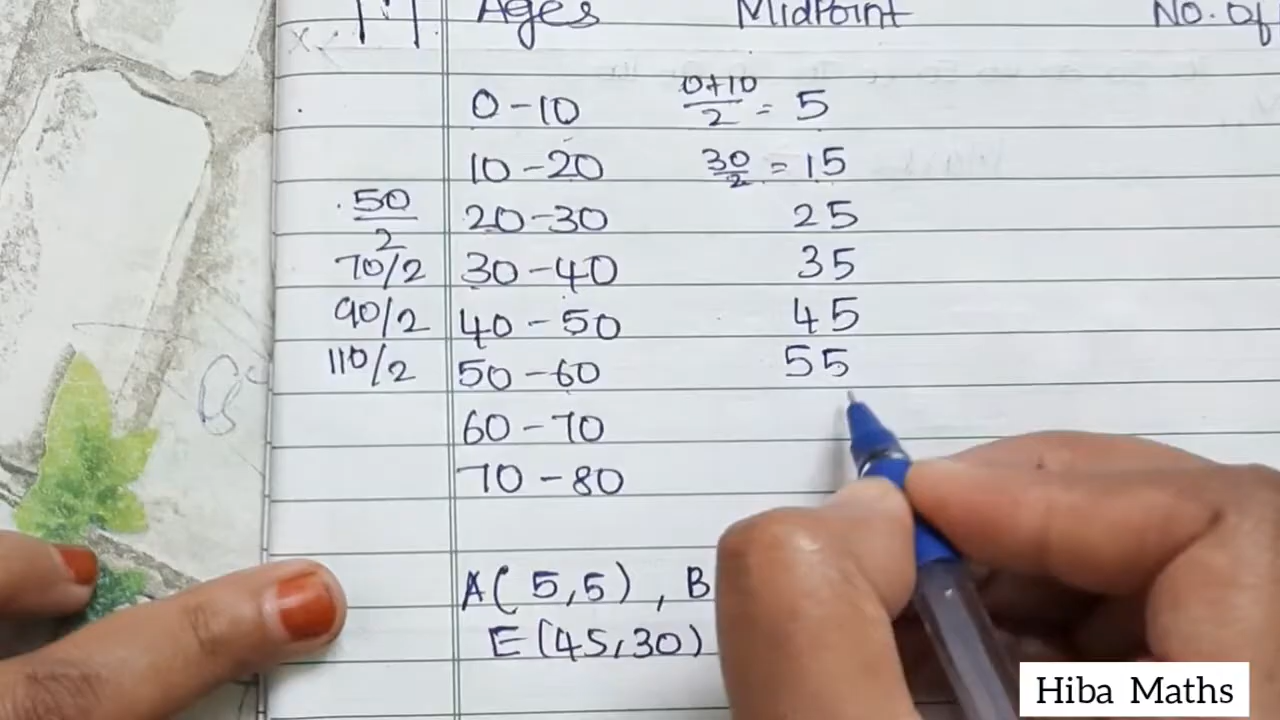 Ages Midpoint No. of
0-10 0+10/2 = 5
10-20 30/2 = 15
50/2 20-30 25
70/2 30-40 35
90/2 40-50 45
110/2 50-60 55
60-70
70-80
A(5,5), B
E(45,30)
Hiba Maths